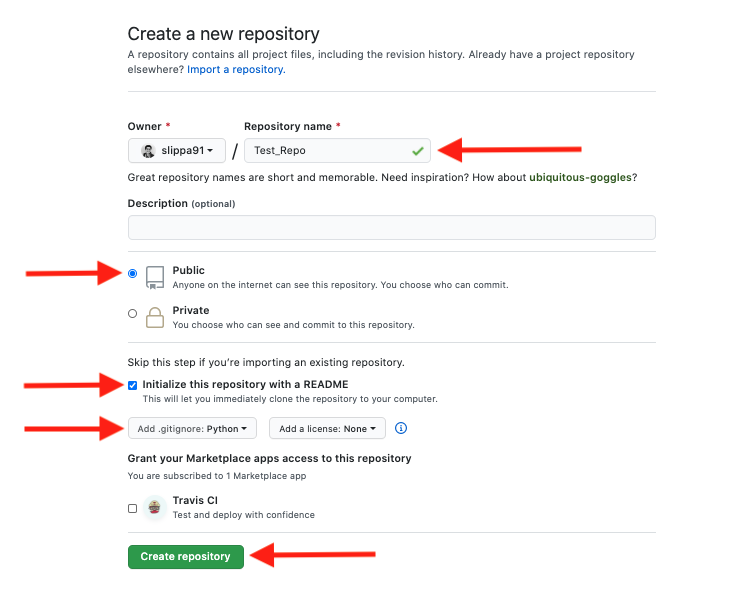 Create a new repository
A repository contains all project files, including the revision history. Already have a project repository
elsewhere? Import a repository.
Owner * Repository name *
slippa91 / Test_Repo
Great repository names are short and memorable. Need inspiration? How about ubiquitous-goggles?
Description (optional)
Public
Anyone on the internet can see this repository. You choose who can commit.
Private
You choose who can see and commit to this repository.
Skip this step if you're importing an existing repository.
Initialize this repository with a README
This will let you immediately clone the repository to your computer.
Add .gitignore: Python Add a license: None
Grant your Marketplace apps access to this repository
You are subscribed to 1 Marketplace app
Travis CI
Test and deploy with confidence
Create repository